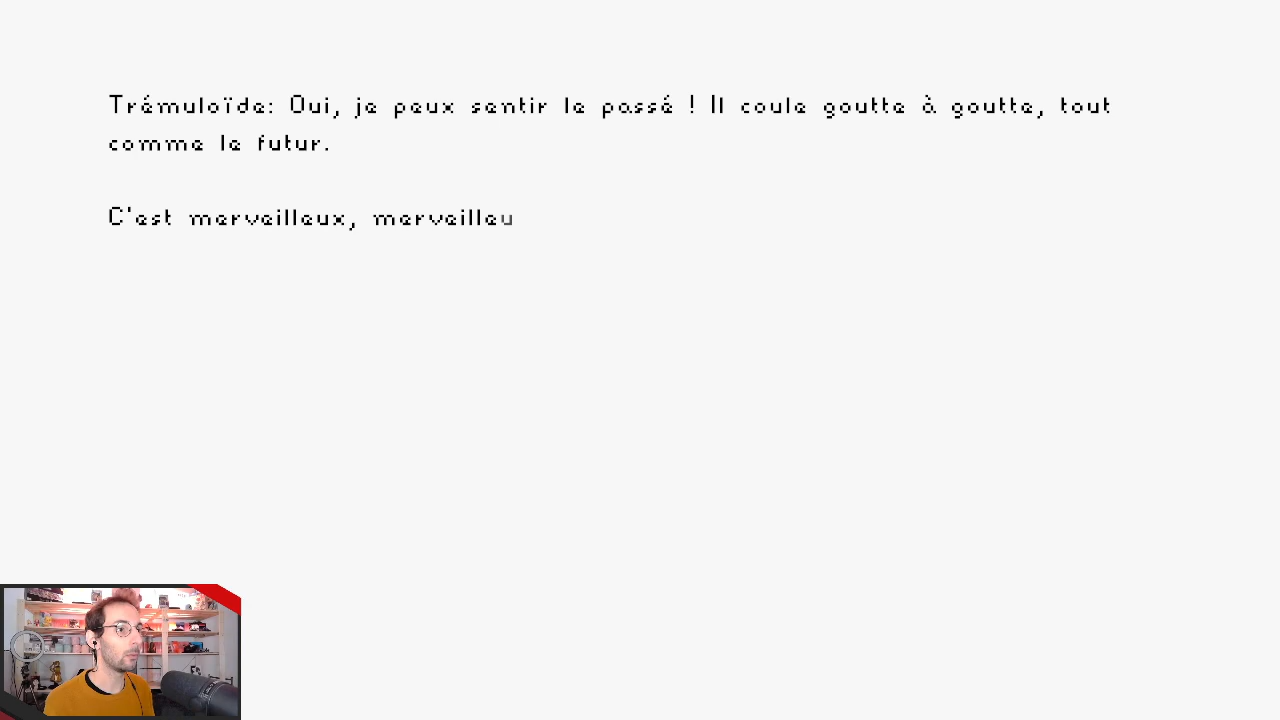 Trémuloïde: Oui, je peux sentir le passé ! Il coule goutte à goutte, tout
comme le futur.
C'est merveilleux, merveilleu